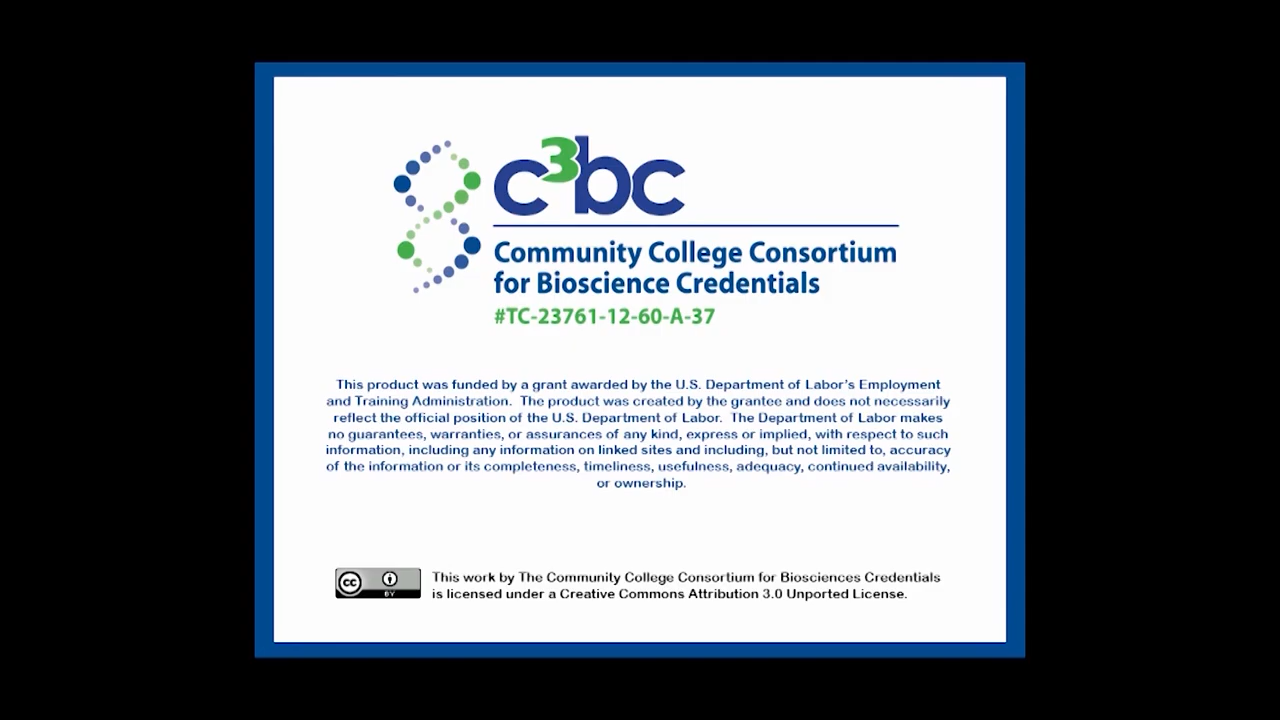 c³bc
Community College Consortium
for Bioscience Credentials
#TC-23761-12-60-A-37
This product was funded by a grant awarded by the U.S. Department of Labor's Employment
and Training Administration. The product was created by the grantee and does not necessarily
reflect the official position of the U.S. Department of Labor. The Department of Labor makes
no guarantees, warranties, or assurances of any kind, express or implied, with respect to such
information, including any information on linked sites and including, but not limited to, accuracy
of the information or its completeness, timeliness, usefulness, adequacy, continued availability,
or ownership.
cc BY
This work by The Community College Consortium for Biosciences Credentials
is licensed under a Creative Commons Attribution 3.0 Unported License.